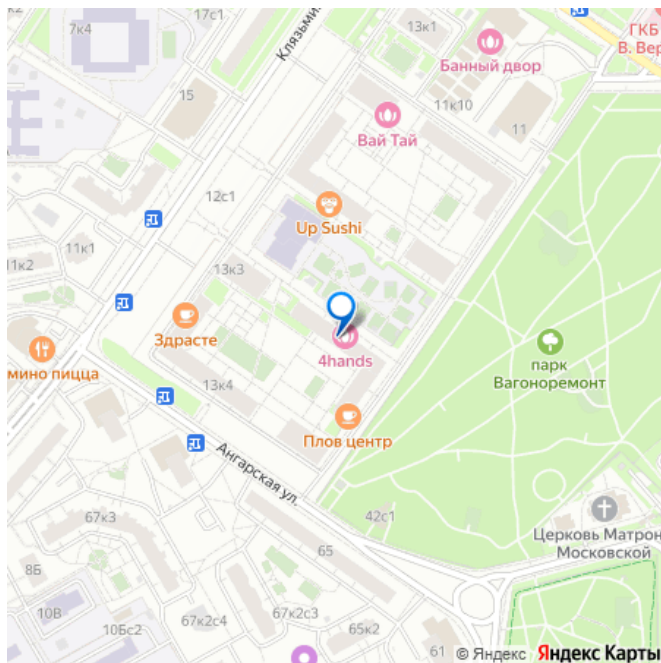 17с1
7к4
Клязьми
13к1
ГКБ
В. Вер
Банный двор
15
11к10
Вай Тай
11
12с1
Up Sushi
11к1
11к2
13к3
Здрасте
мино пицца
4hands
парк
Вагоноремонт
13к4
Плов центр
Ангарская ул.
42с1
67к3
Церковь Матрон
Московской
65
8Б
10В
10Бс2
67к2с4
67к2с3
65к2
61
© Яндекс Яндекс Карты